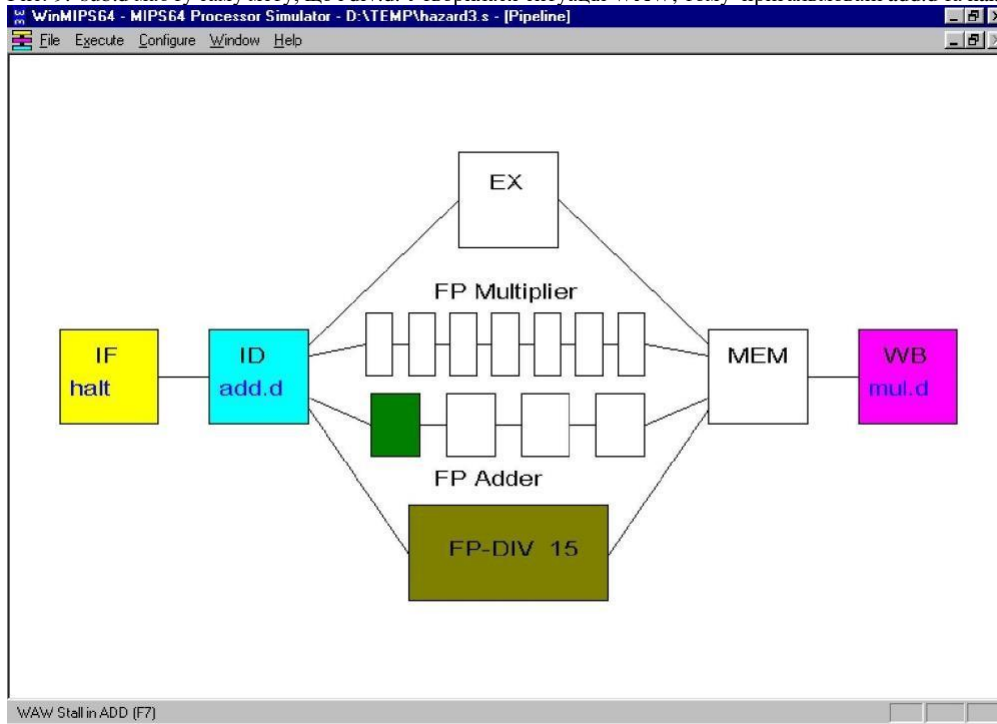 WinMIPS64 - MIPS64 Processor Simulator - D:\TEMP\hazard3.s - [Pipeline]
File Execute Configure Window Help
EX
FP Multiplier
IF
halt
ID
add.d
MEM
WB
mul.d
FP Adder
FP-DIV 15
WAW Stall in ADD (F7)